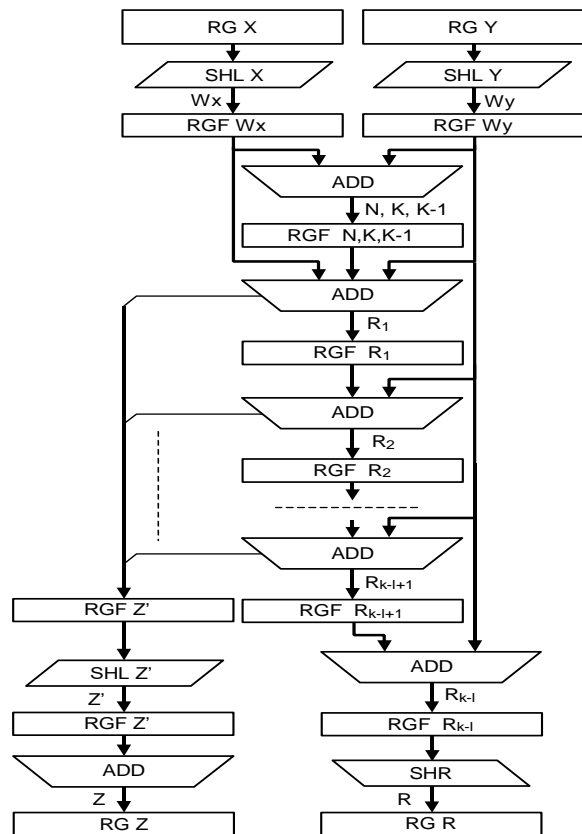 RG X
RG Y
SHL X
SHL Y
Wx
Wy
RGF Wx
RGF Wy
ADD
N, K, K-1
RGF N,K,K-1
ADD
R1
RGF R1
ADD
R2
RGF R2
ADD
Rk-l+1
RGF Z'
RGF Rk-l+1
SHL Z'
ADD
Z'
Rk-l
RGF Z'
RGF Rk-l
ADD
SHR
Z
R
RG Z
RG R